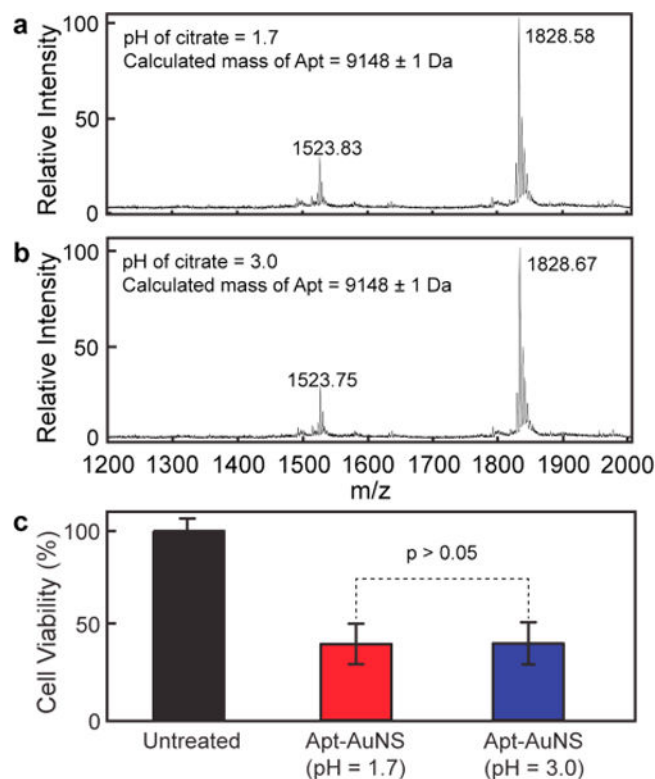 a
Relative Intensity
100
50
0
pH of citrate = 1.7
Calculated mass of Apt = 9148 ± 1 Da
1523.83
1828.58
b
Relative Intensity
100
50
0
pH of citrate = 3.0
Calculated mass of Apt = 9148 ± 1 Da
1523.75
1828.67
1200 1300 1400 1500 1600 1700 1800 1900 2000
m/z
c
Cell Viability (%)
100
50
0
p > 0.05
Untreated
Apt-AuNS
(pH = 1.7)
Apt-AuNS
(pH = 3.0)